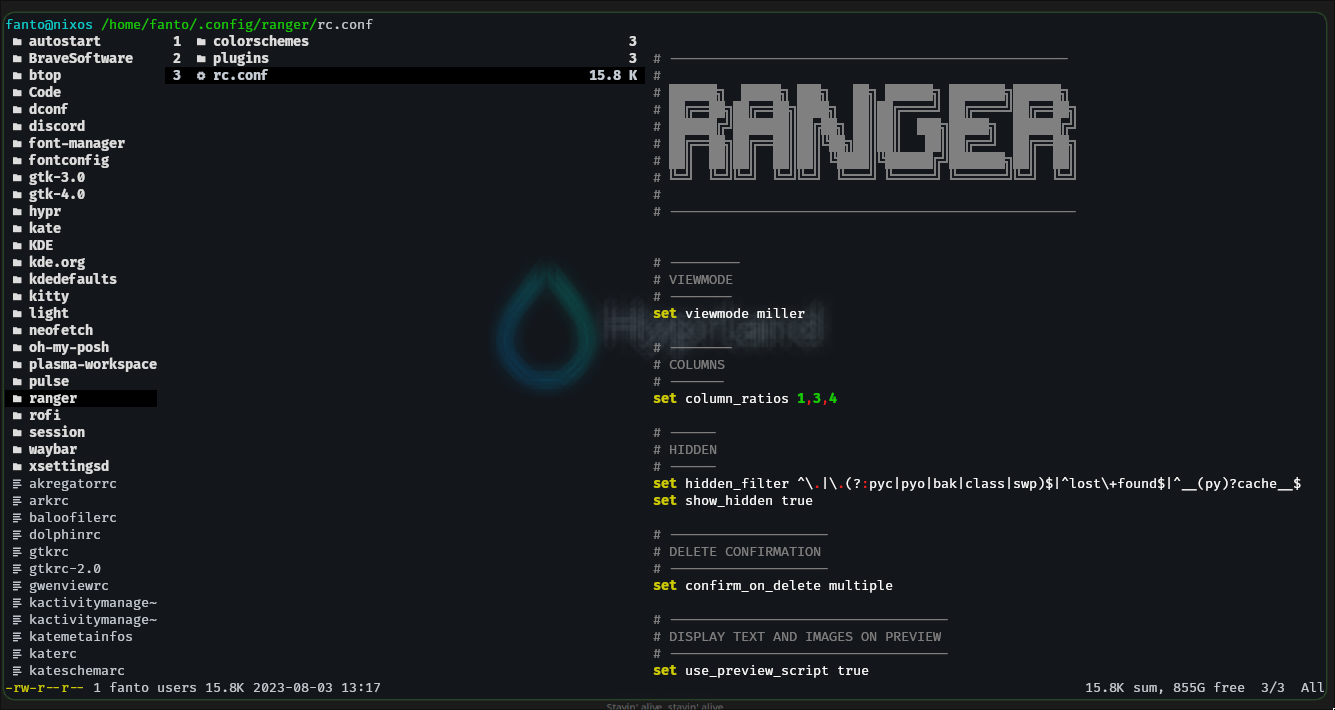 fanto@nixos /home/fanto/.config/ranger/rc.conf
autostart
BraveSoftware
btop
Code
dconf
discord
font-manager
fontconfig
gtk-3.0
gtk-4.0
hypr
kate
KDE
kde.org
kdedefaults
kitty
light
neofetch
oh-my-posh
plasma-workspace
pulse
ranger
rofi
session
waybar
xsettingsd
akregatorrc
arkrc
baloofilerc
dolphinrc
gtkrc
gtkrc-2.0
gwenviewrc
kactivitymanage~
kactivitymanage~
katemetainfos
katerc
kateschemarc
1 colorschemes 3
2 plugins 3
3 rc.conf 15.8 K
# ──────────────────────────────────────────────────
#
# RANGER
#
#
#
#
#
#
# ───────────────────────────────────────────────────
# ─────────
# VIEWMODE
# ────────
set viewmode miller
# ────────
# COLUMNS
# ───────
set column_ratios 1,3,4
# ──────
# HIDDEN
# ──────
set hidden_filter ^\.|\.(?:pyc|pyo|bak|class|swp)$|^lost\+found$|^__(py)?cache__$
set show_hidden true
# ────────────────────
# DELETE CONFIRMATION
# ────────────────────
set confirm_on_delete multiple
# ───────────────────────────────────
# DISPLAY TEXT AND IMAGES ON PREVIEW
# ───────────────────────────────────
set use_preview_script true
Hyprland
-rw-r--r-- 1 fanto users 15.8K 2023-08-03 13:17 15.8K sum, 855G free 3/3 All
Stayin' alive, stayin' alive